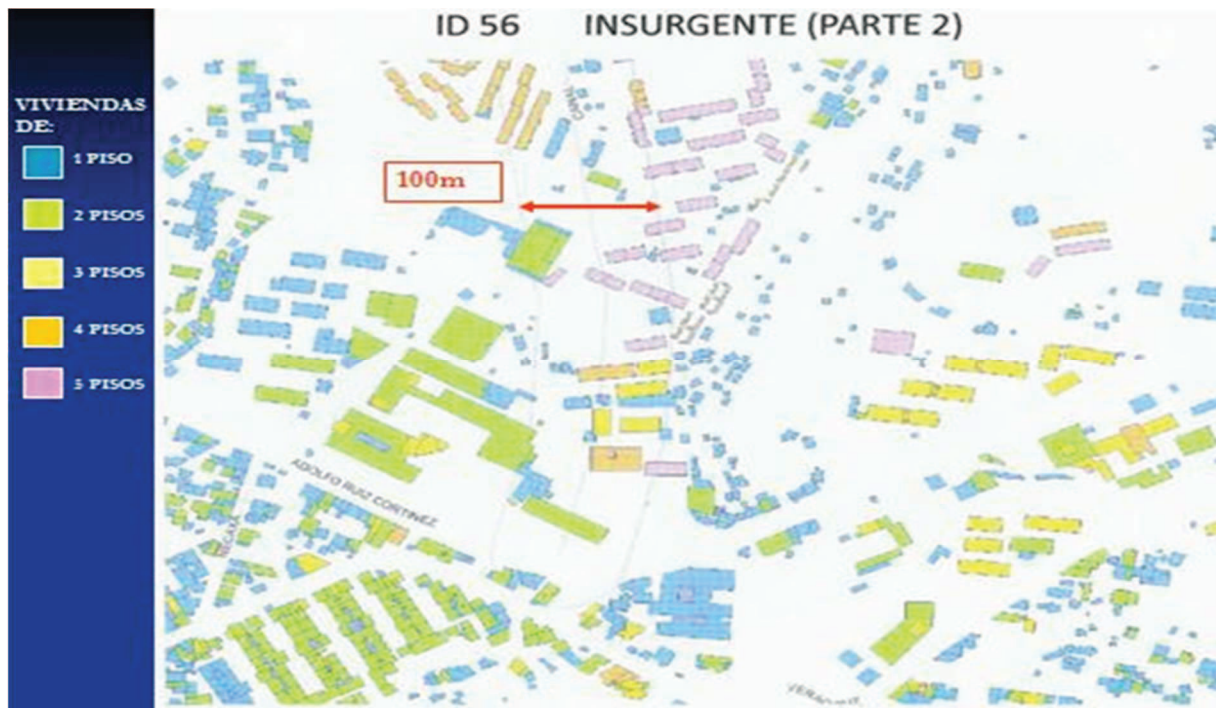 ID 56 INSURGENTE (PARTE 2)
VIVIENDAS
DE:
1 PISO
2 PISOS
3 PISOS
4 PISOS
5 PISOS
100m
ADOLFO RUIZ CORTINEZ